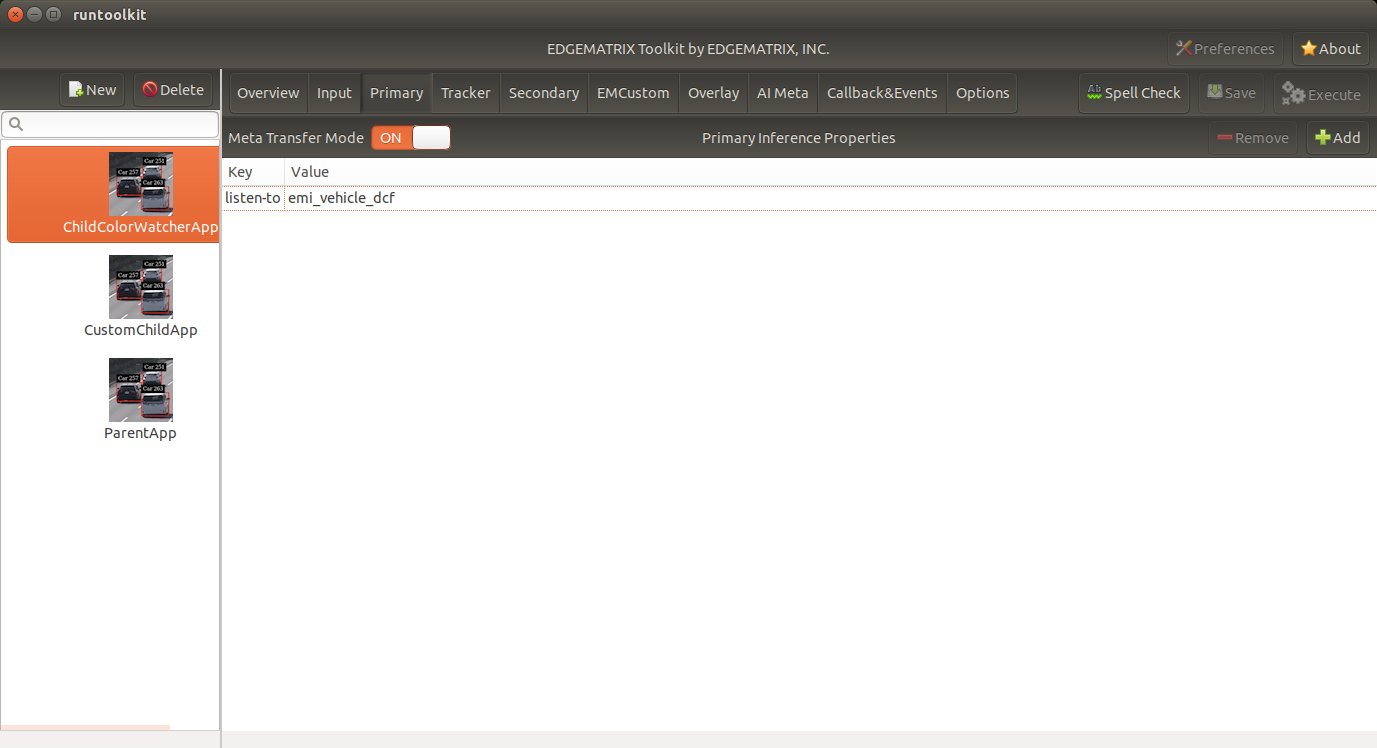 runtoolkit
EDGEMATRIX Toolkit by EDGEMATRIX, INC.
Preferences
About
New
Delete
Overview
Input
Primary
Tracker
Secondary
EMCustom
Overlay
AI Meta
Callback&Events
Options
Spell Check
Save
Execute
Meta Transfer Mode
ON
Primary Inference Properties
Remove
Add
Key Value
listen-to emi_vehicle_dcf
Car 251
Car 257
Car 263
ChildColorWatcherApp
Car 251
Car 257
Car 263
CustomChildApp
Car 251
Car 257
Car 263
ParentApp